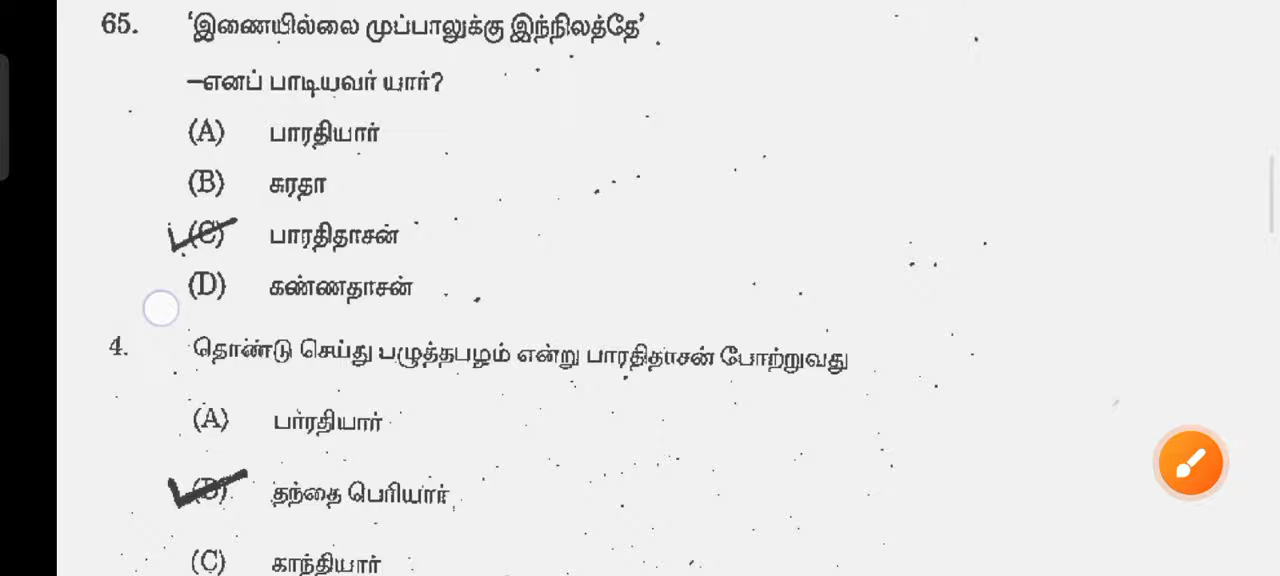 65. ‘இணையில்லை முப்பாலுக்கு இந்நிலத்தே’
–எனப் பாடியவர் யார்?
(A) பாரதியார்
(B) சுரதா
(C) பாரதிதாசன்
(D) கண்ணதாசன்
4. தொண்டு செய்து பழுத்தபழம் என்று பாரதிதாசன் போற்றுவது
(A) பாரதியார்
(B) தந்தை பெரியார்
(C) காந்தியார்